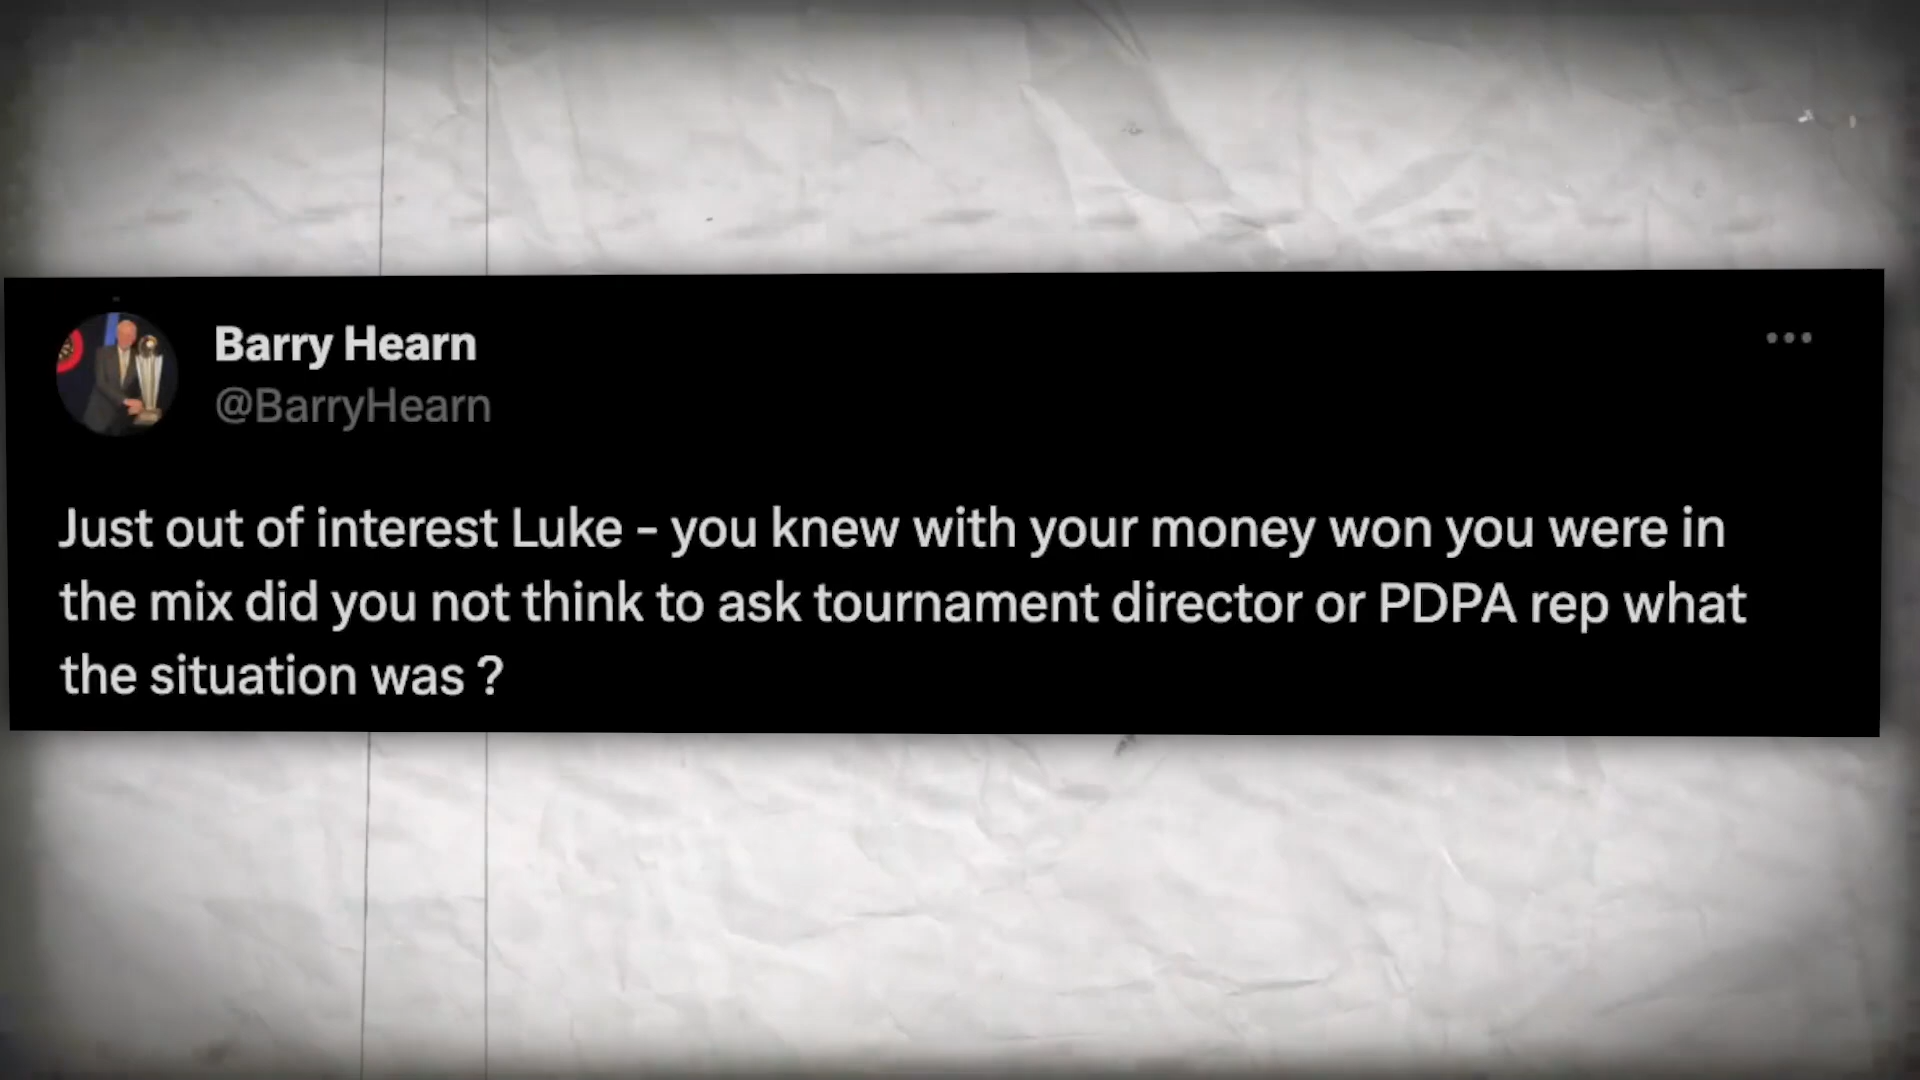 Barry Hearn
@BarryHearn
Just out of interest Luke - you knew with your money won you were in
the mix did you not think to ask tournament director or PDPA rep what
the situation was ?